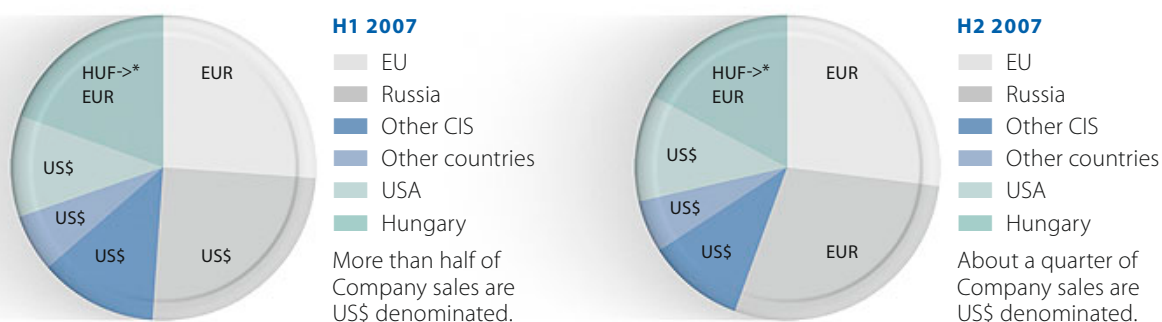 H1 2007
EU
Russia
Other CIS
Other countries
USA
Hungary
More than half of
Company sales are
US$ denominated.
HUF->*
EUR
EUR
US$
US$
US$
US$
H2 2007
EU
Russia
Other CIS
Other countries
USA
Hungary
About a quarter of
Company sales are
US$ denominated.
HUF->*
EUR
EUR
US$
US$
US$
EUR